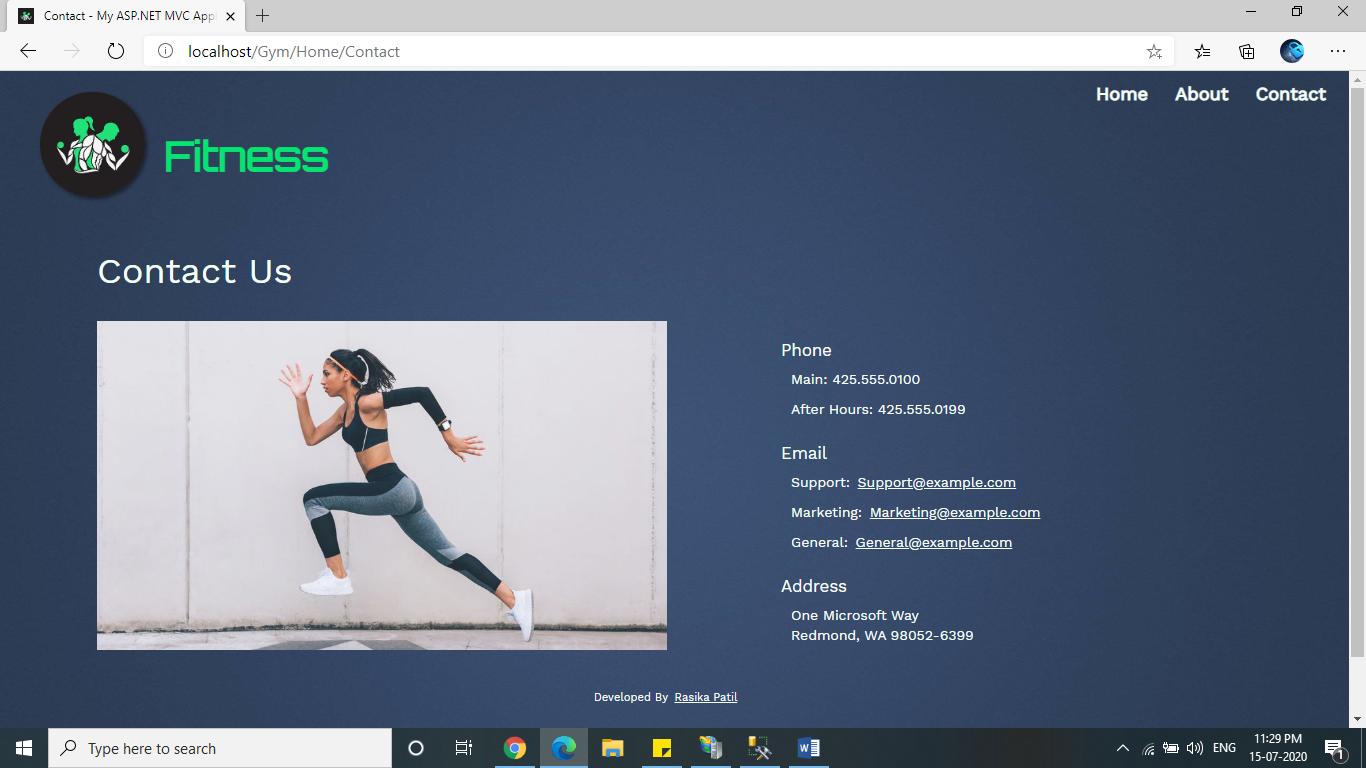 Contact - My ASP.NET MVC Appl
localhost/Gym/Home/Contact
Home About Contact
Fitness
Contact Us
Phone
Main: 425.555.0100
After Hours: 425.555.0199
Email
Support: Support@example.com
Marketing: Marketing@example.com
General: General@example.com
Address
One Microsoft Way
Redmond, WA 98052-6399
Developed By Rasika Patil
Type here to search
ENG
11:29 PM
15-07-2020
1